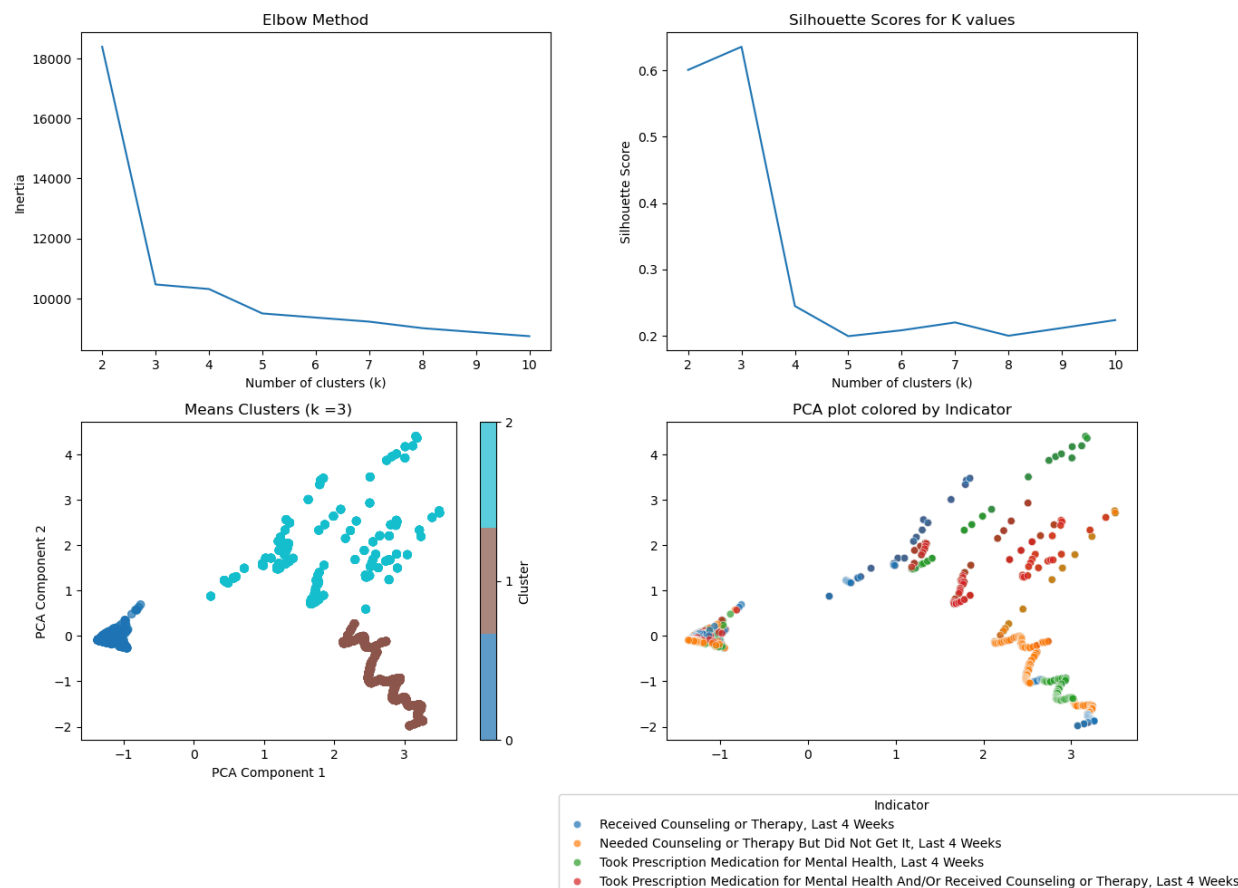 Elbow Method
18000
16000
14000
12000
10000
Inertia
2 3 4 5 6 7 8 9 10
Number of clusters (k)
Silhouette Scores for K values
0.6
0.5
0.4
0.3
0.2
Silhouette Score
2 3 4 5 6 7 8 9 10
Number of clusters (k)
Means Clusters (k =3)
4
3
2
1
0
−1
−2
PCA Component 2
−1 0 1 2 3
PCA Component 1
2
1
0
Cluster
PCA plot colored by Indicator
4
3
2
1
0
−1
−2
−1 0 1 2 3
Indicator
Received Counseling or Therapy, Last 4 Weeks
Needed Counseling or Therapy But Did Not Get It, Last 4 Weeks
Took Prescription Medication for Mental Health, Last 4 Weeks
Took Prescription Medication for Mental Health And/Or Received Counseling or Therapy, Last 4 Weeks